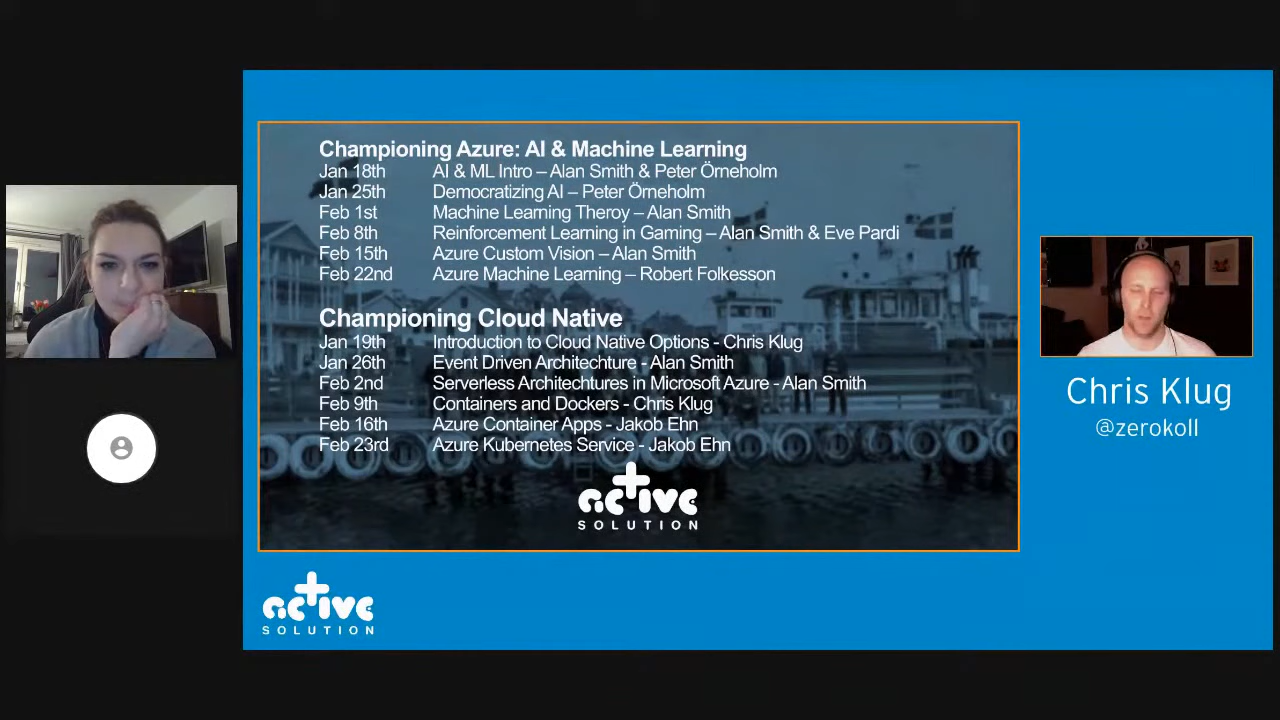 Championing Azure: AI & Machine Learning
Jan 18th AI & ML Intro – Alan Smith & Peter Örneholm
Jan 25th Democratizing AI – Peter Örneholm
Feb 1st Machine Learning Theroy – Alan Smith
Feb 8th Reinforcement Learning in Gaming – Alan Smith & Eve Pardi
Feb 15th Azure Custom Vision – Alan Smith
Feb 22nd Azure Machine Learning – Robert Folkesson
Championing Cloud Native
Jan 19th Introduction to Cloud Native Options - Chris Klug
Jan 26th Event Driven Architechture - Alan Smith
Feb 2nd Serverless Architechtures in Microsoft Azure - Alan Smith
Feb 9th Containers and Dockers - Chris Klug
Feb 16th Azure Container Apps - Jakob Ehn
Feb 23rd Azure Kubernetes Service - Jakob Ehn
active
SOLUTION
Chris Klug
@zerokoll
active
SOLUTION